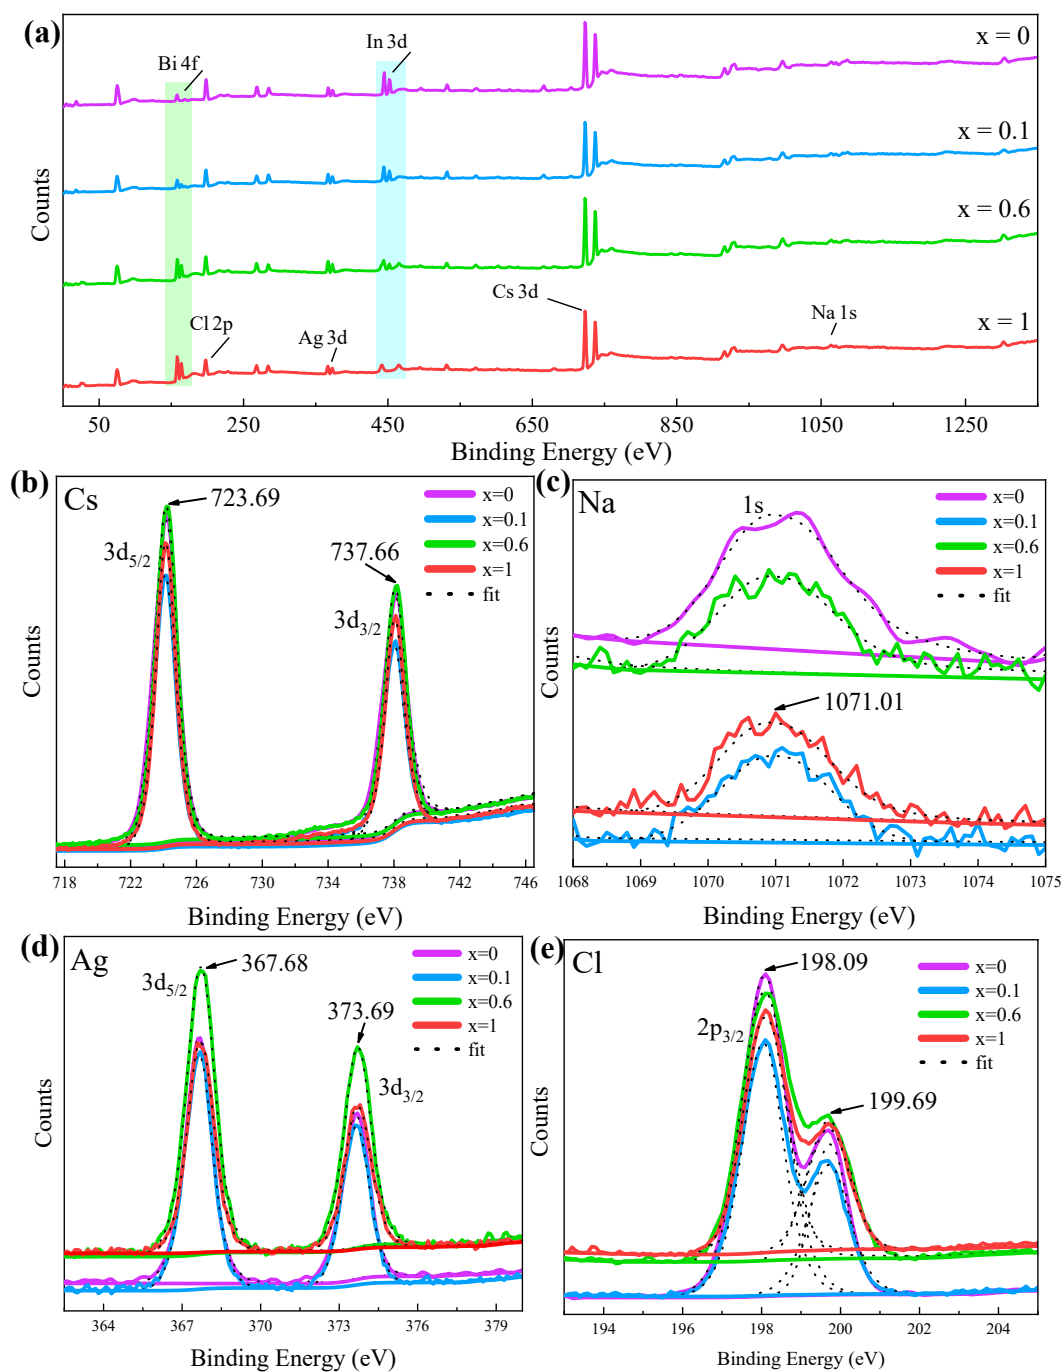 (a)
x = 0
In 3d
Bi 4f
x = 0.1
x = 0.6
Cs 3d
Cl 2p
Ag 3d
Na 1s
x = 1
Counts
50 250 450 650 850 1050 1250
Binding Energy (eV)
(b)
Cs
723.69
3d5/2
737.66
3d3/2
x=0
x=0.1
x=0.6
x=1
fit
Counts
718 722 726 730 734 738 742 746
Binding Energy (eV)
(c)
Na
1s
x=0
x=0.1
x=0.6
x=1
fit
1071.01
Counts
1068 1069 1070 1071 1072 1073 1074 1075
Binding Energy (eV)
(d)
Ag
367.68
3d5/2
373.69
3d3/2
x=0
x=0.1
x=0.6
x=1
fit
Counts
364 367 370 373 376 379
Binding Energy (eV)
(e)
Cl
198.09
2p3/2
199.69
x=0
x=0.1
x=0.6
x=1
fit
Counts
194 196 198 200 202 204
Binding Energy (eV)